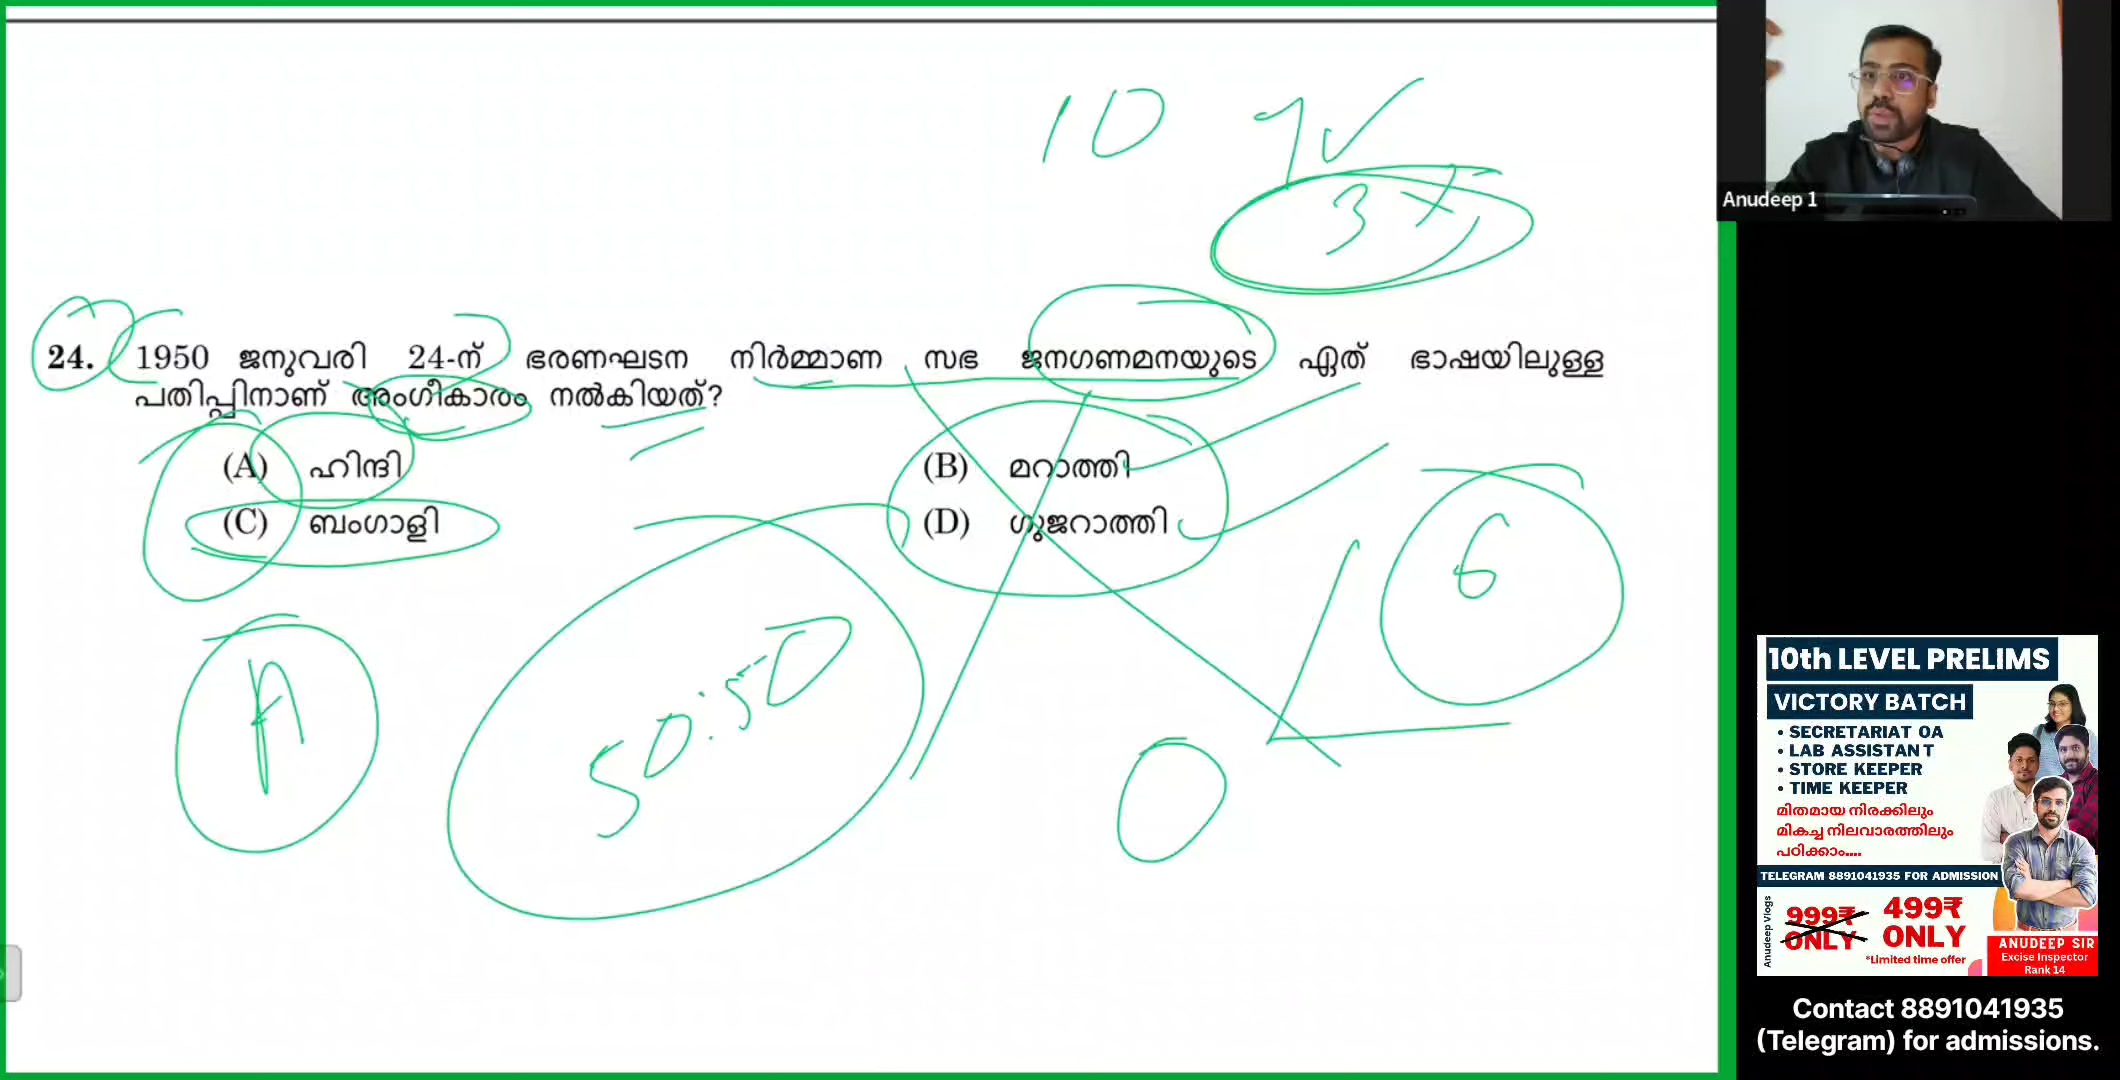 10 7✓
3 X
Anudeep 1
24. 1950 ജനുവരി 24-ന് ഭരണഘടന നിർമ്മാണ സഭ ജനഗണമനയുടെ ഏത് ഭാഷയിലുള്ള
പതിപ്പിനാണ് അംഗീകാരം നൽകിയത്?
(A) ഹിന്ദി (B) മറാത്തി
(C) ബംഗാളി (D) ഗുജറാത്തി
6
A
50:50
0
10th LEVEL PRELIMS
VICTORY BATCH
• SECRETARIAT OA
• LAB ASSISTANT
• STORE KEEPER
• TIME KEEPER
മിതമായ നിരക്കിലും
മികച്ച നിലവാരത്തിലും
പഠിക്കാം....
TELEGRAM 8891041935 FOR ADMISSION
Anudeep Vlogs
999₹ 499₹
ONLY ONLY
*Limited time offer
ANUDEEP SIR
Excise Inspector
Rank 14
Contact 8891041935
(Telegram) for admissions.